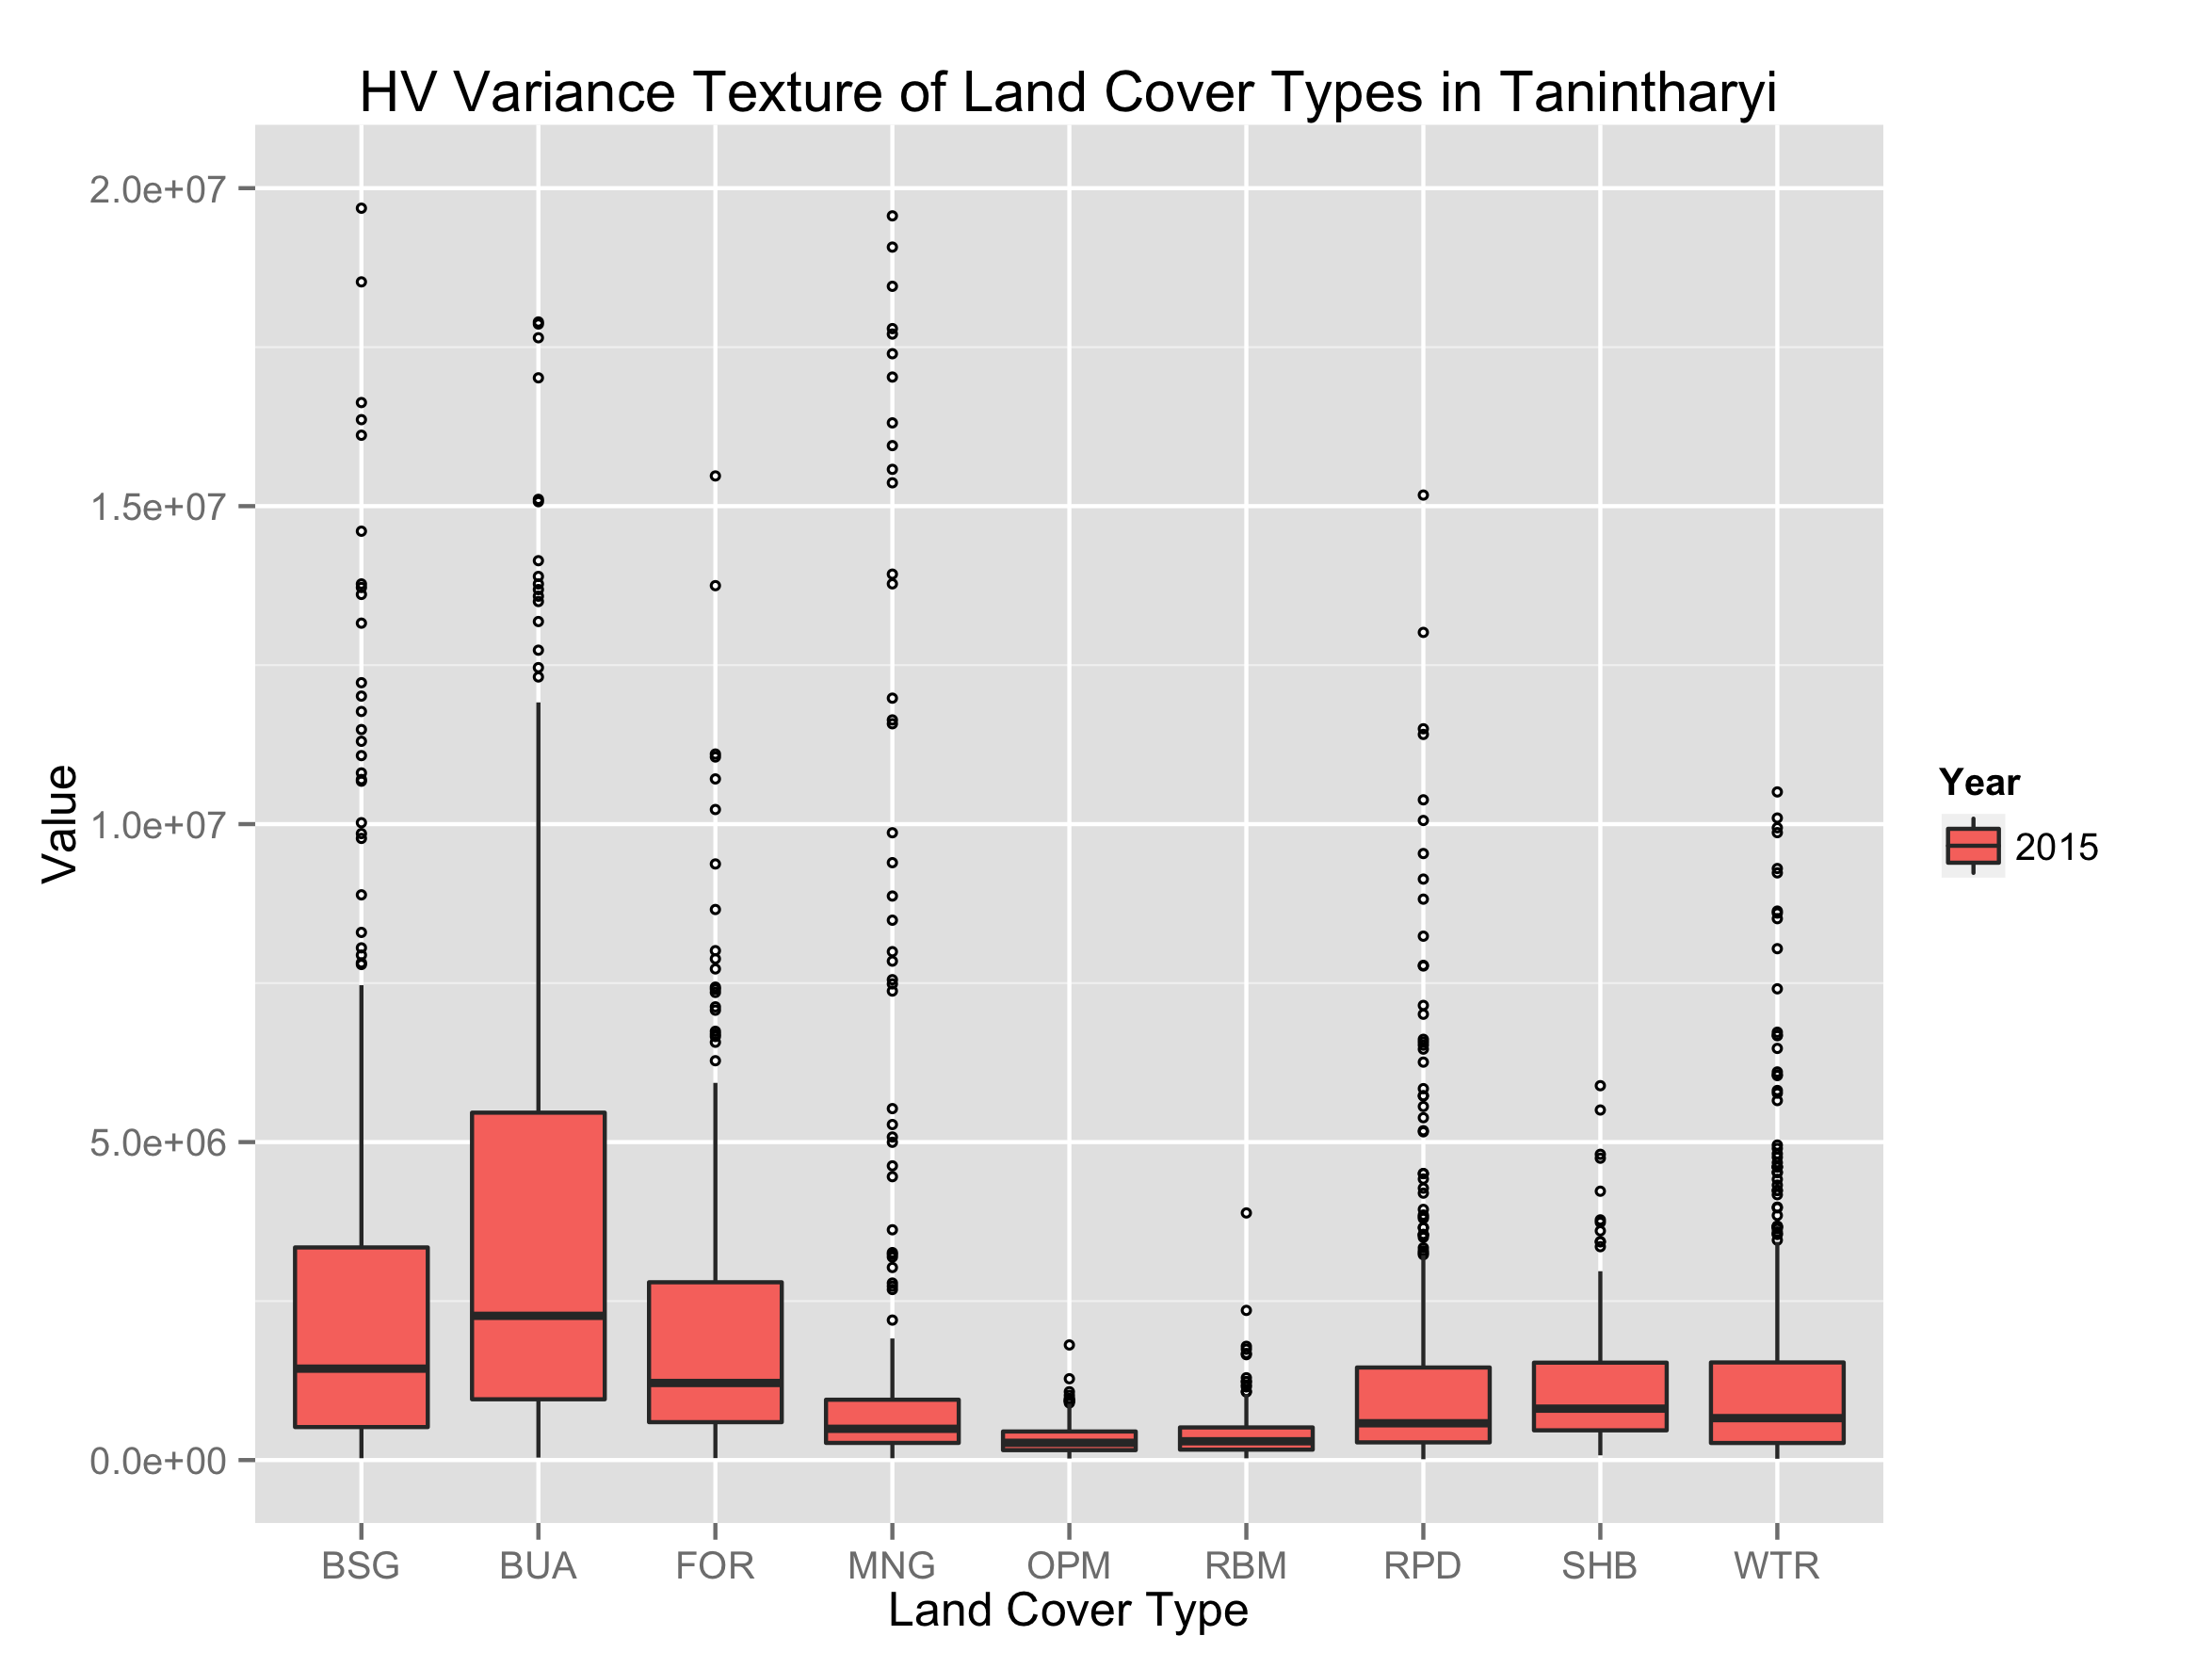 HV Variance Texture of Land Cover Types in Tanintharyi
Value
2.0e+07
1.5e+07
1.0e+07
5.0e+06
0.0e+00
BSG BUA FOR MNG OPM RBM RPD SHB WTR
Land Cover Type
Year
2015